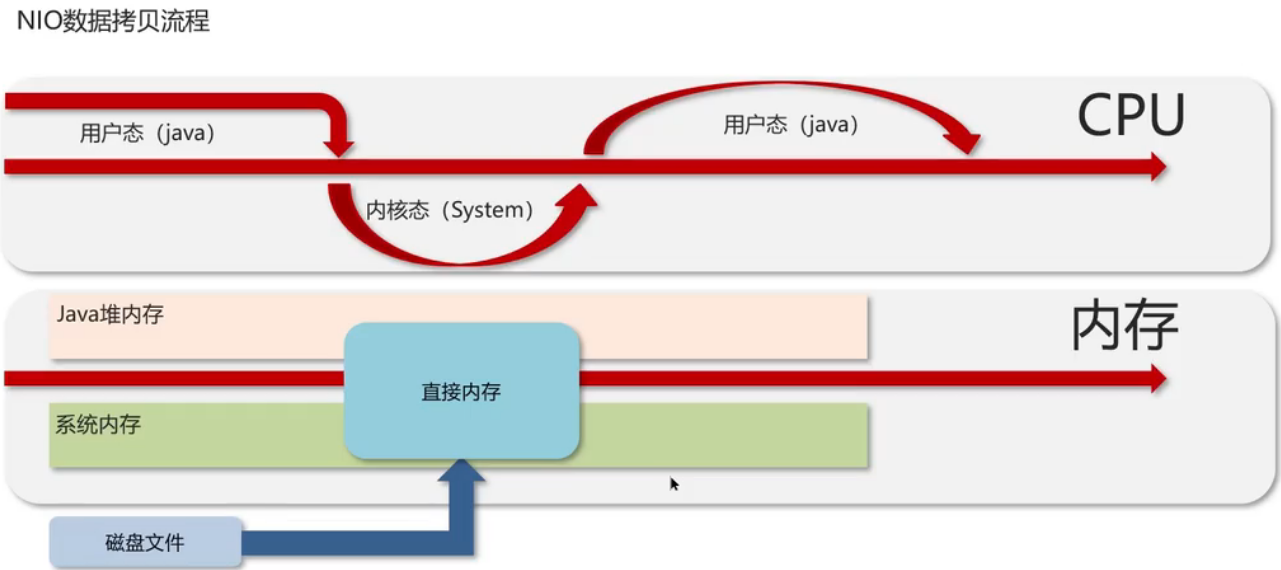 NIO数据拷贝流程
CPU
用户态（java）
用户态（java）
内核态（System）
Java堆内存
内存
直接内存
系统内存
磁盘文件